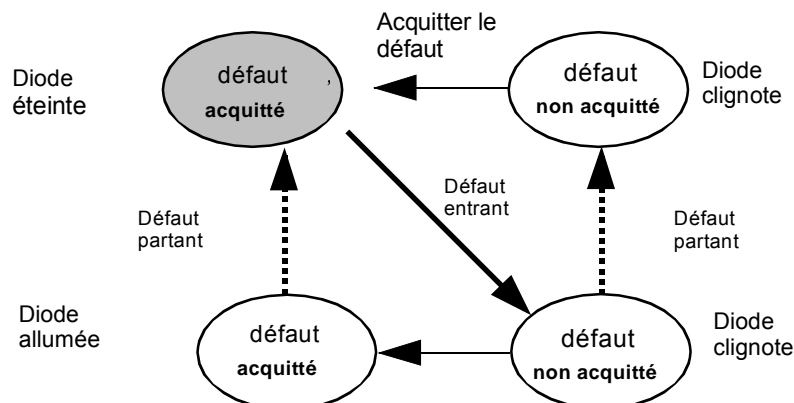 Acquitter le
défaut
Diode
éteinte
défaut ,
acquitté
défaut
non acquitté
Diode
clignote
Défaut
entrant
Défaut
partant
Défaut
partant
Diode
allumée
défaut
acquitté
défaut
non acquitté
Diode
clignote